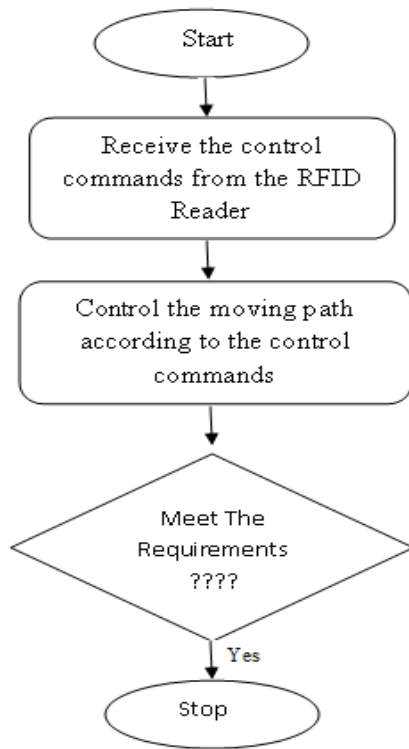 Start
Receive the control
commands from the RFID
Reader
Control the moving path
according to the control
commands
Meet The
Requirements
????
Yes
Stop